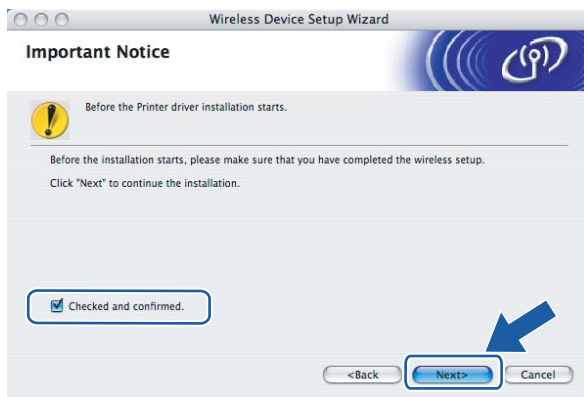 Wireless Device Setup Wizard
Important Notice
Before the Printer driver installation starts.
Before the installation starts, please make sure that you have completed the wireless setup.
Click "Next" to continue the installation.
Checked and confirmed.
<Back Next> Cancel